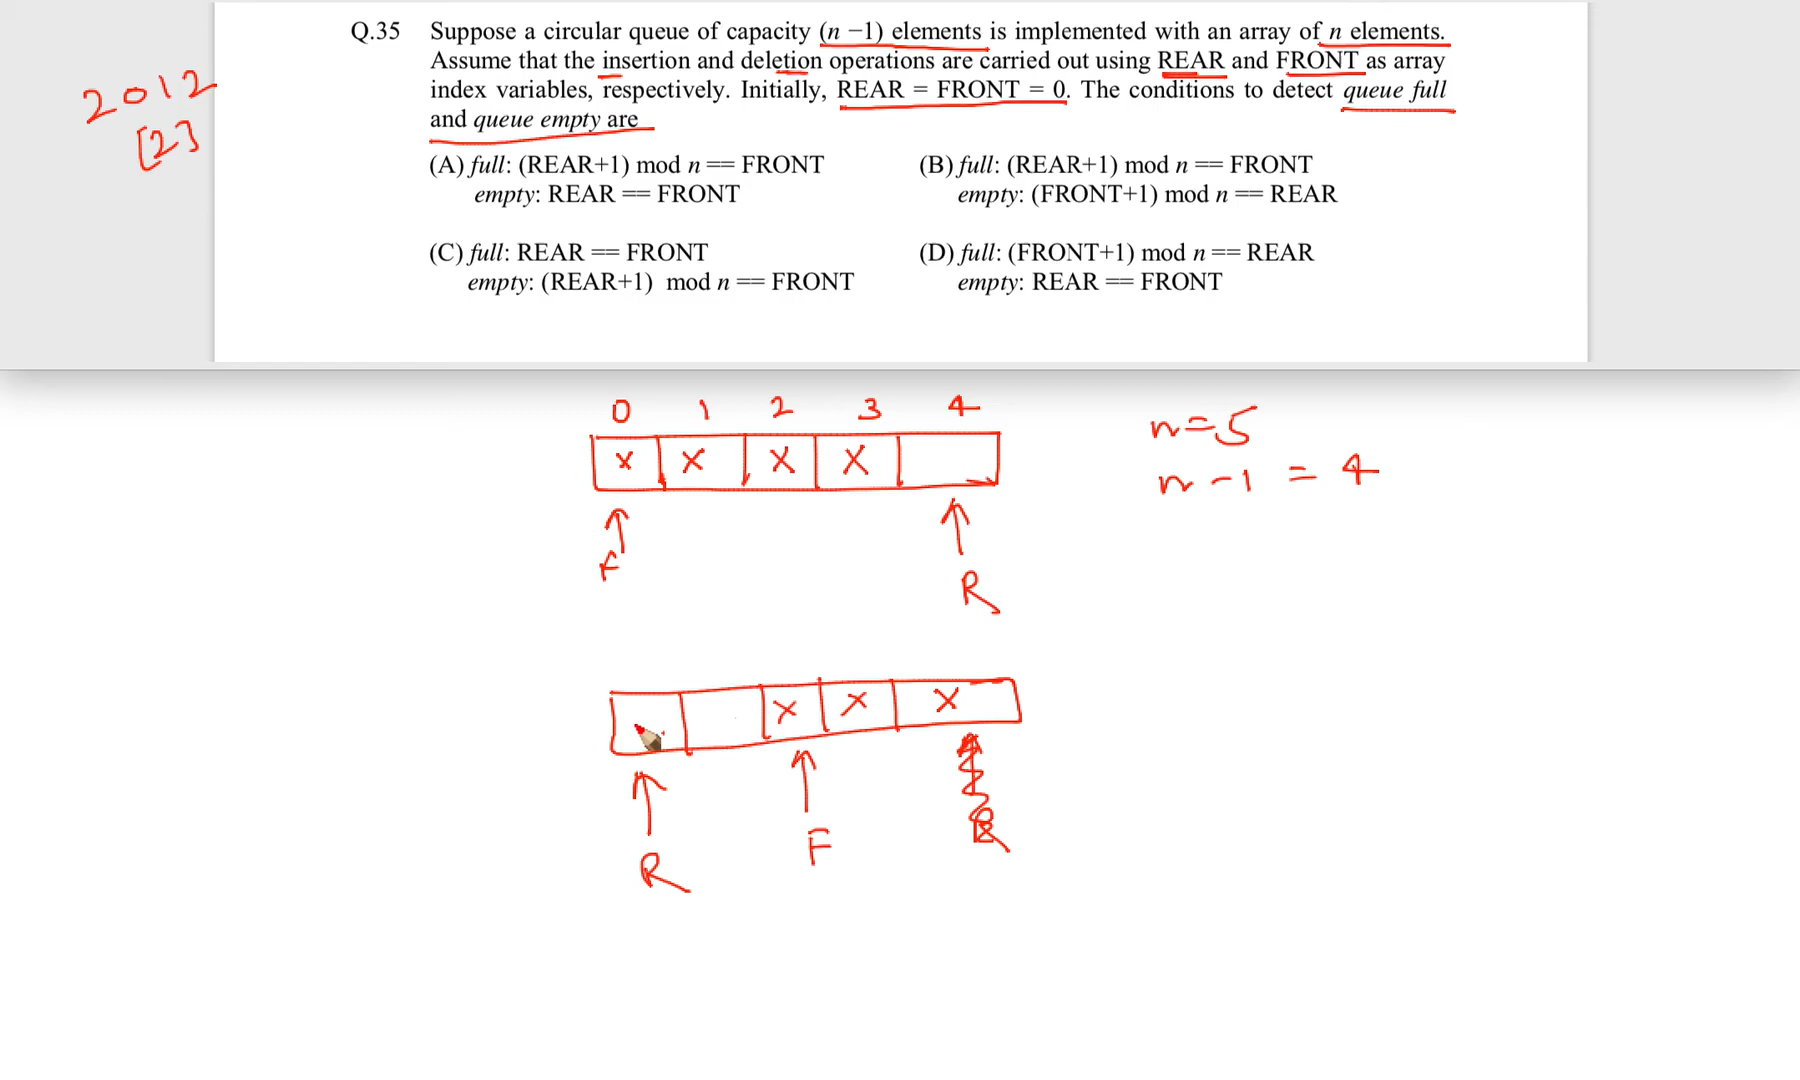 Q.35 Suppose a circular queue of capacity (n −1) elements is implemented with an array of n elements.
Assume that the insertion and deletion operations are carried out using REAR and FRONT as array
index variables, respectively. Initially, REAR = FRONT = 0. The conditions to detect queue full
and queue empty are
2012
[2]
(A) full: (REAR+1) mod n == FRONT
empty: REAR == FRONT
(B) full: (REAR+1) mod n == FRONT
empty: (FRONT+1) mod n == REAR
(C) full: REAR == FRONT
empty: (REAR+1) mod n == FRONT
(D) full: (FRONT+1) mod n == REAR
empty: REAR == FRONT
0 1 2 3 4
x x x x
n=5
n-1 = 4
F
R
x x x
R
F
R